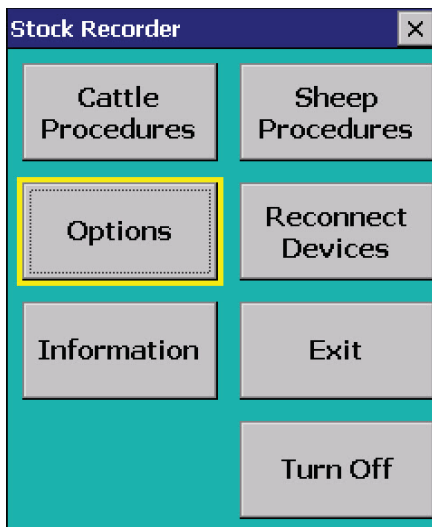 Stock Recorder
Cattle
Procedures
Sheep
Procedures
Options
Reconnect
Devices
Information
Exit
Turn Off